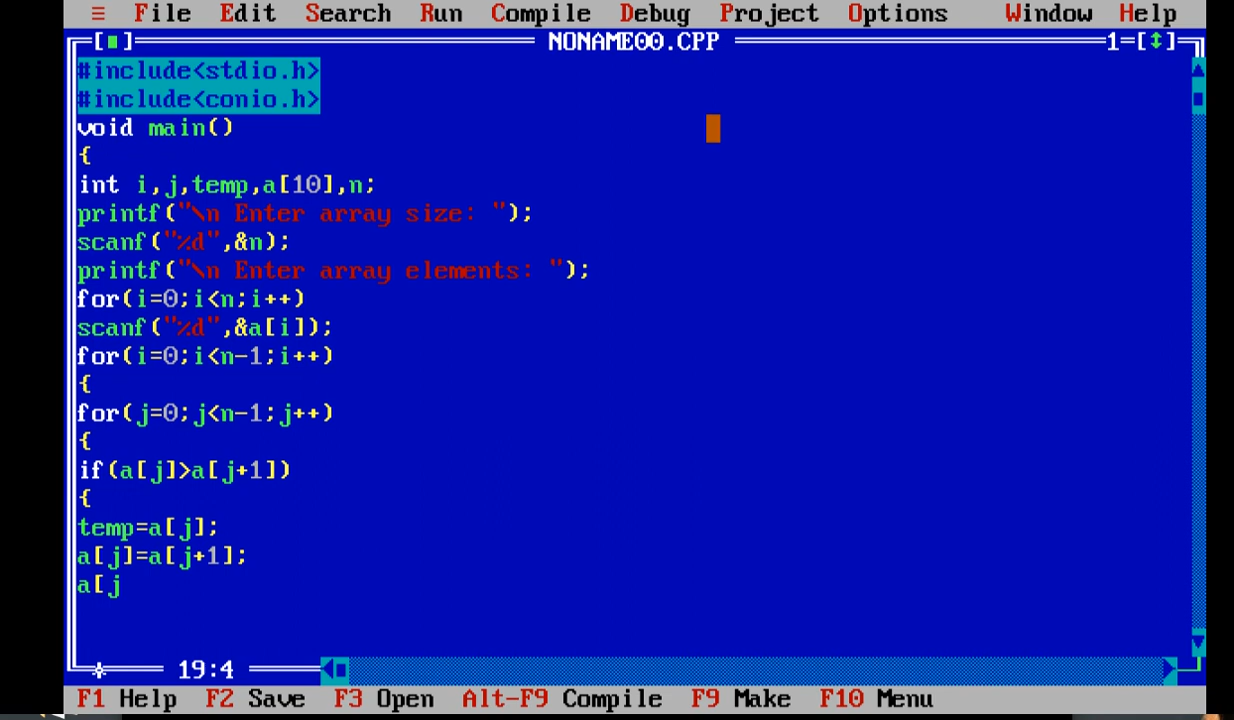 ≡ File Edit Search Run Compile Debug Project Options Window Help
[■] NONAME00.CPP 1=[↕]
#include<stdio.h>
#include<conio.h>
void main()
{
int i,j,temp,a[10],n;
printf("\n Enter array size: ");
scanf("%d",&n);
printf("\n Enter array elements: ");
for(i=0;i<n;i++)
scanf("%d",&a[i]);
for(i=0;i<n-1;i++)
{
for(j=0;j<n-1;j++)
{
if(a[j]>a[j+1])
{
temp=a[j];
a[j]=a[j+1];
a[j
19:4
F1 Help F2 Save F3 Open Alt-F9 Compile F9 Make F10 Menu